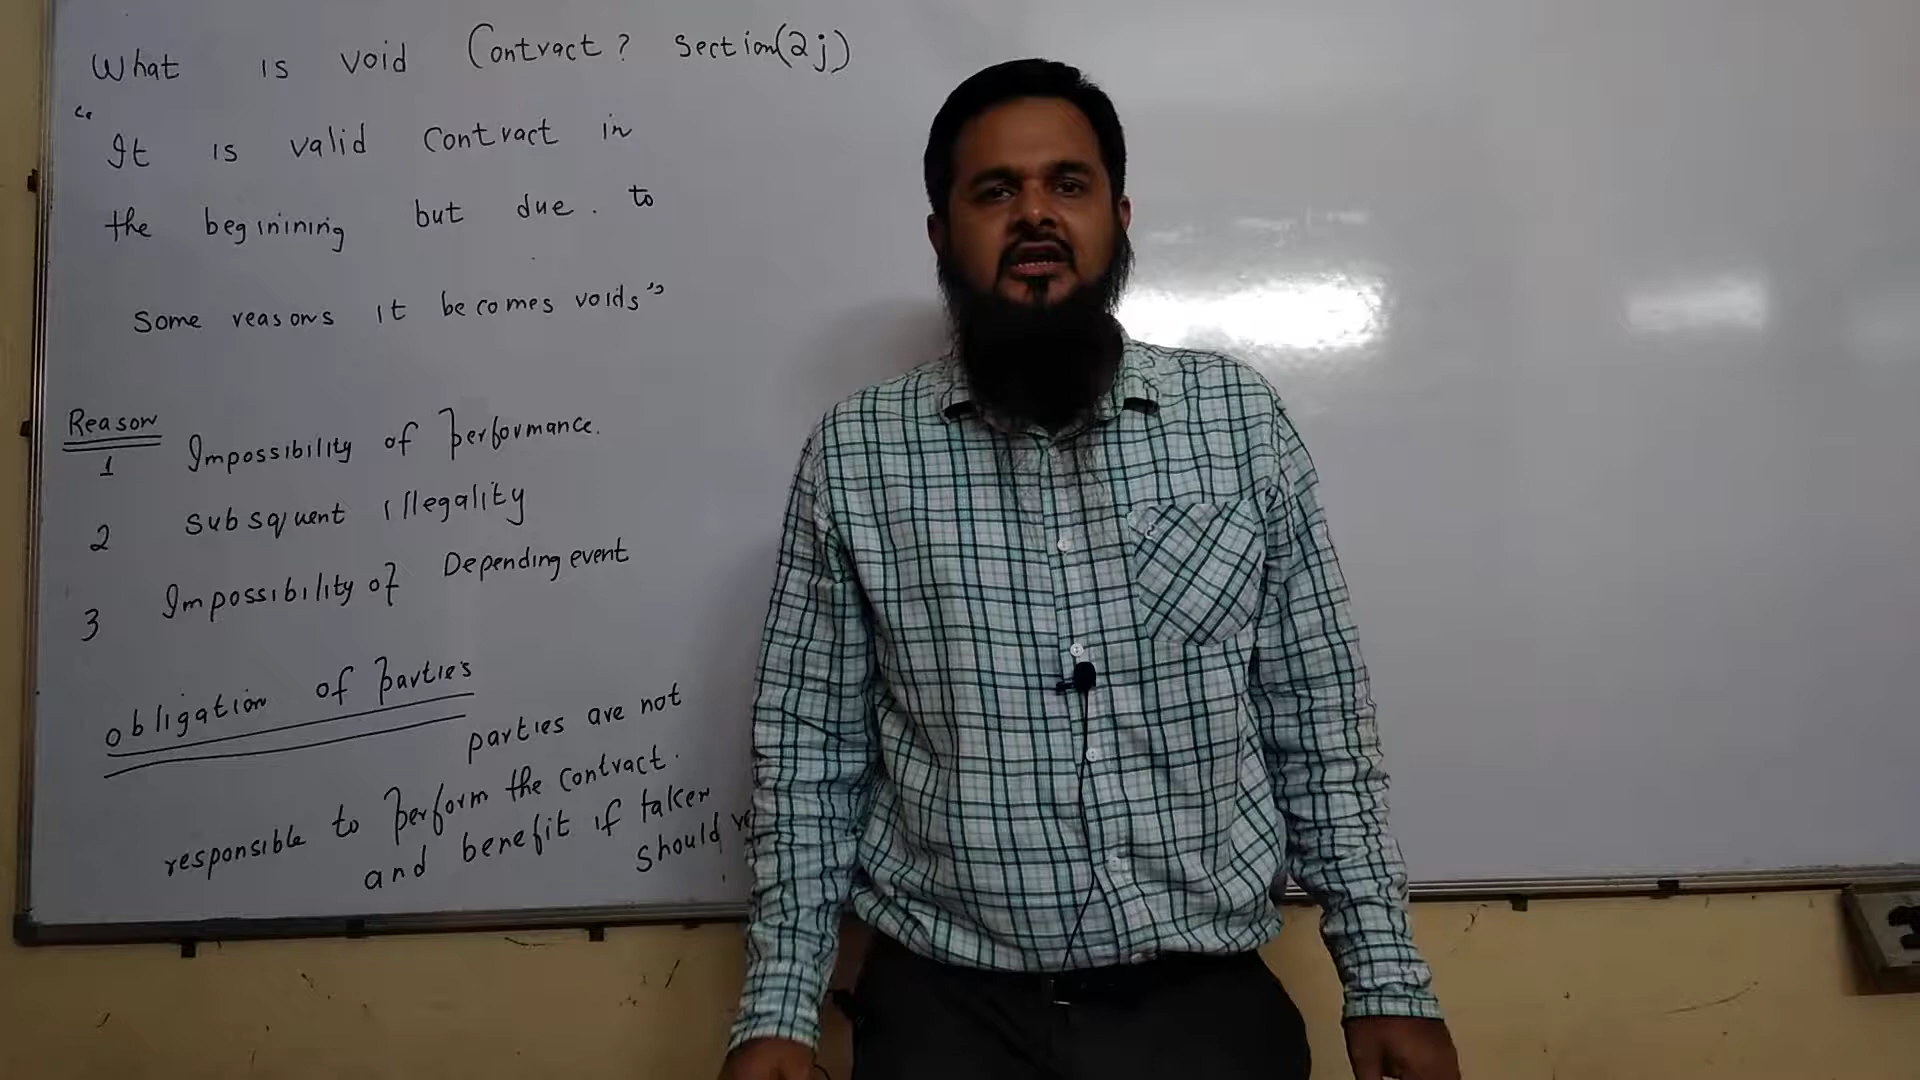 What is void Contract? Section(2j)
"It is valid contract in
the beginining but due. to
Some reasons it becomes voids"
Reason
1 Impossibility of Performance.
2 Subsquent illegality
3 Impossibility of Depending event
obligation of Parties
parties are not
responsible to Perform the contract.
and benefit if taken
should